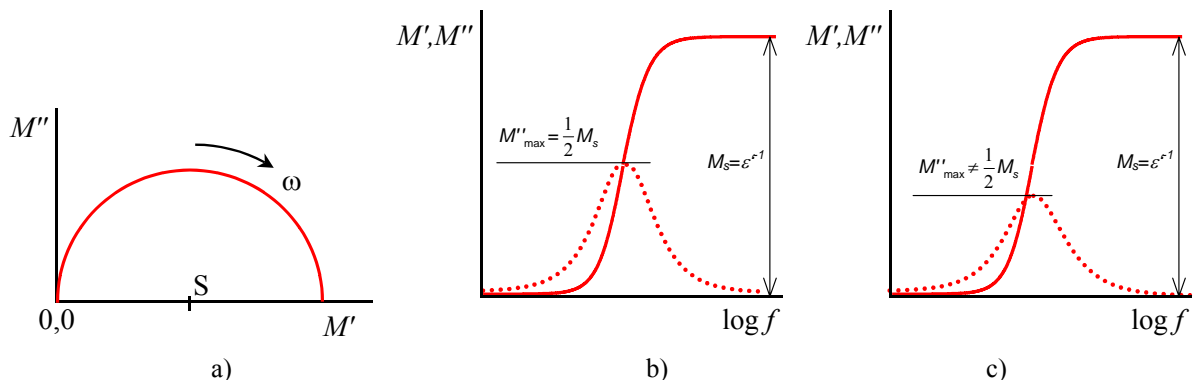 M''
ω
S
0,0
M'
a)
M',M''
M''max = 1/2 Ms
Ms=ε'-1
log f
b)
M',M''
M''max ≠ 1/2 Ms
Ms=ε'-1
log f
c)